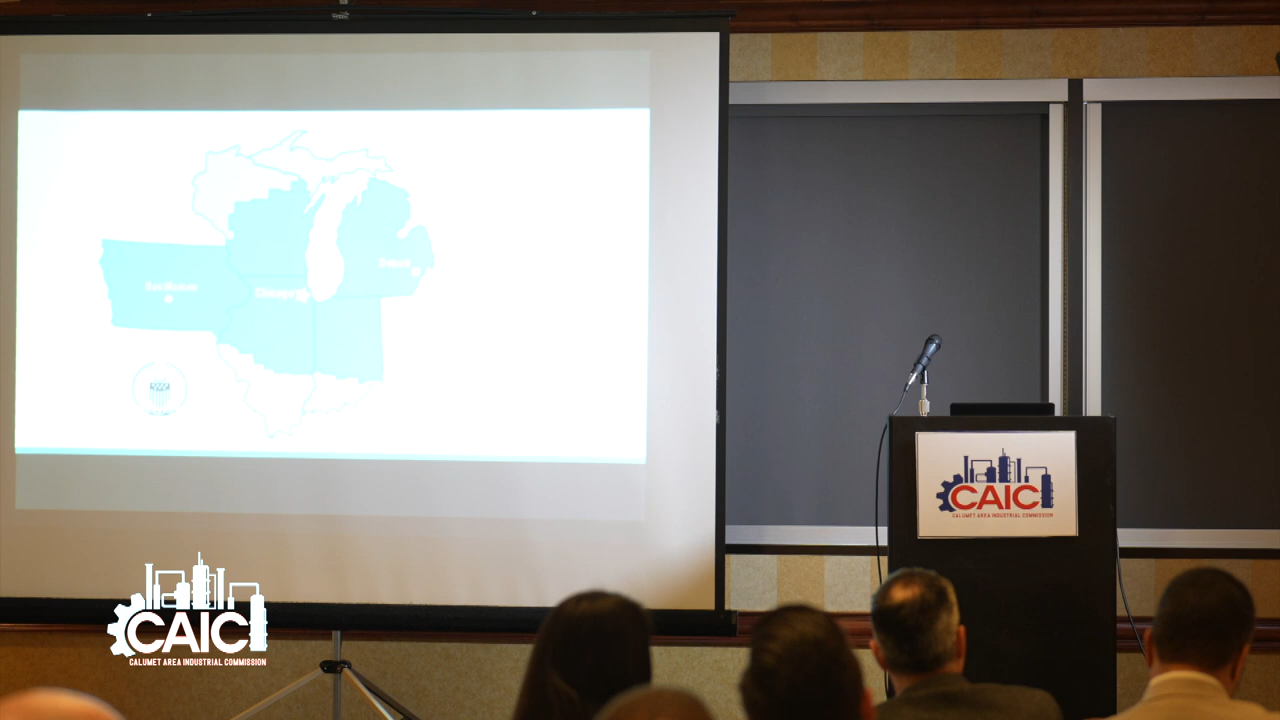 Des Moines
Chicago
Detroit
CAIC
CALUMET AREA INDUSTRIAL COMMISSION
CAIC
CALUMET AREA INDUSTRIAL COMMISSION